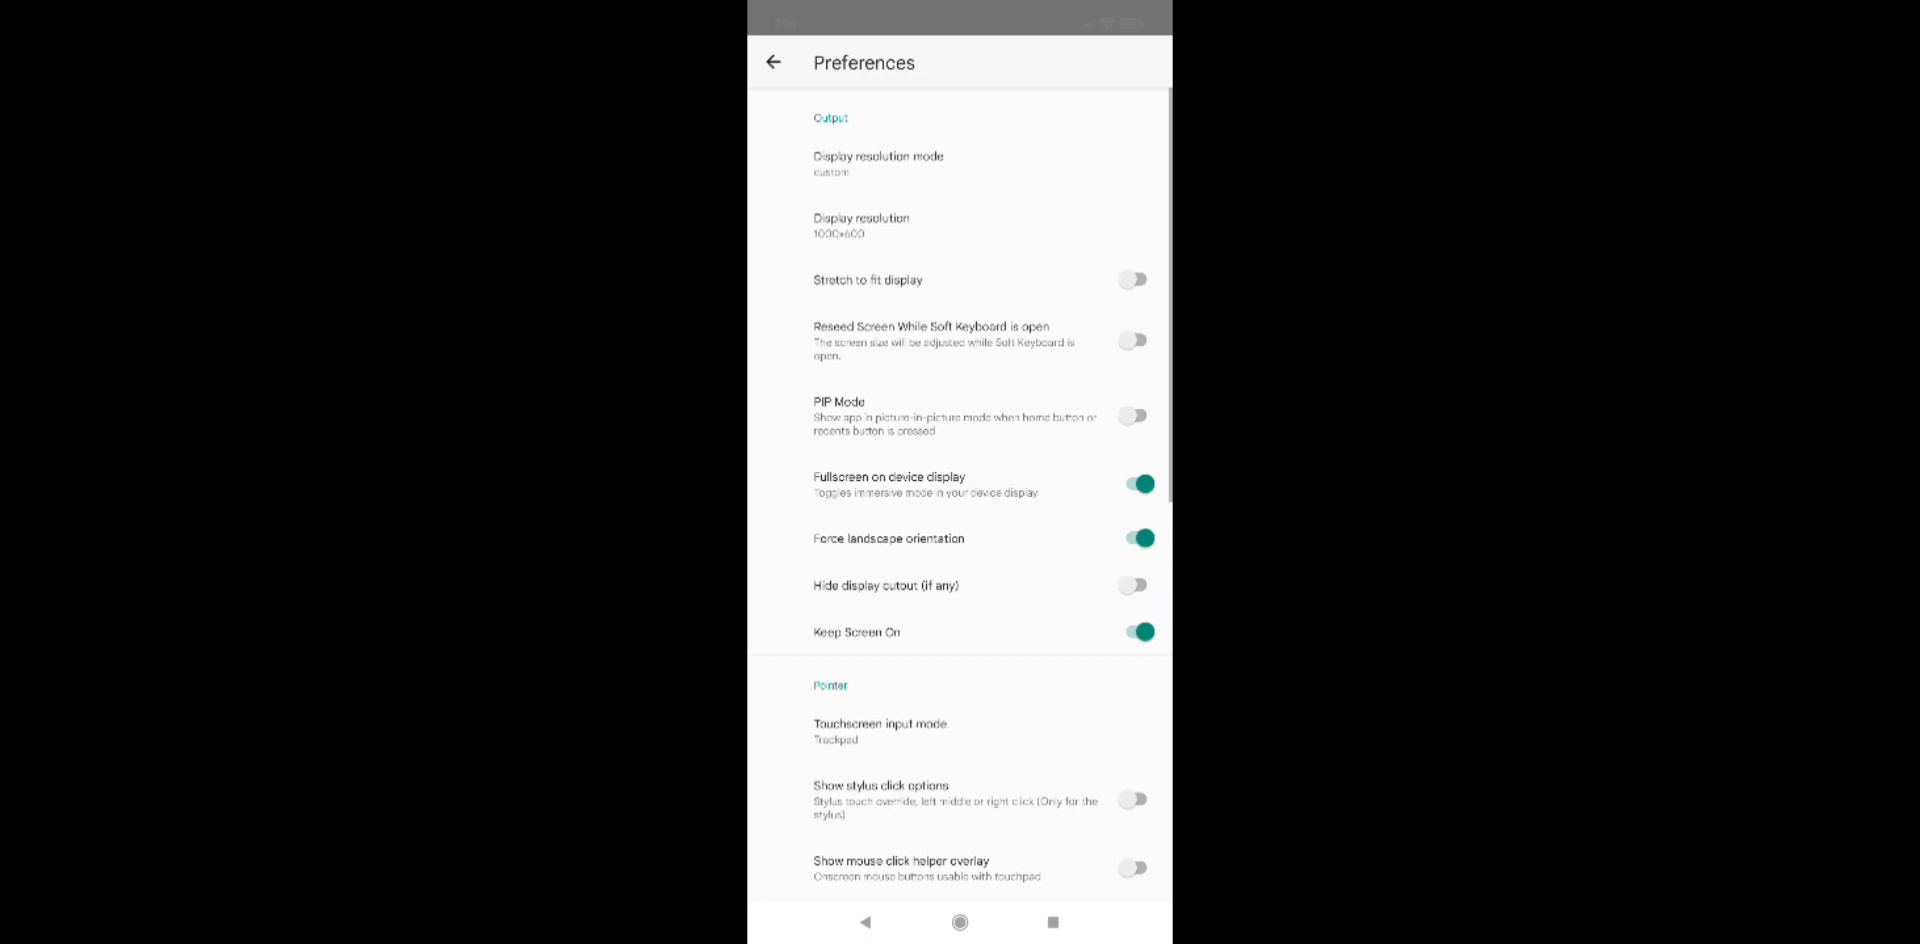 Preferences
Output
Display resolution mode
custom
Display resolution
1000x600
Stretch to fit display
Reseed Screen While Soft Keyboard is open
The screen size will be adjusted while Soft Keyboard is
open.
PIP Mode
Show app in picture-in-picture mode when home button or
recents button is pressed
Fullscreen on device display
Toggles immersive mode in your device display
Force landscape orientation
Hide display cutout (if any)
Keep Screen On
Pointer
Touchscreen input mode
Trackpad
Show stylus click options
Stylus touch override, left middle or right click (Only for the
stylus)
Show mouse click helper overlay
Onscreen mouse buttons usable with touchpad